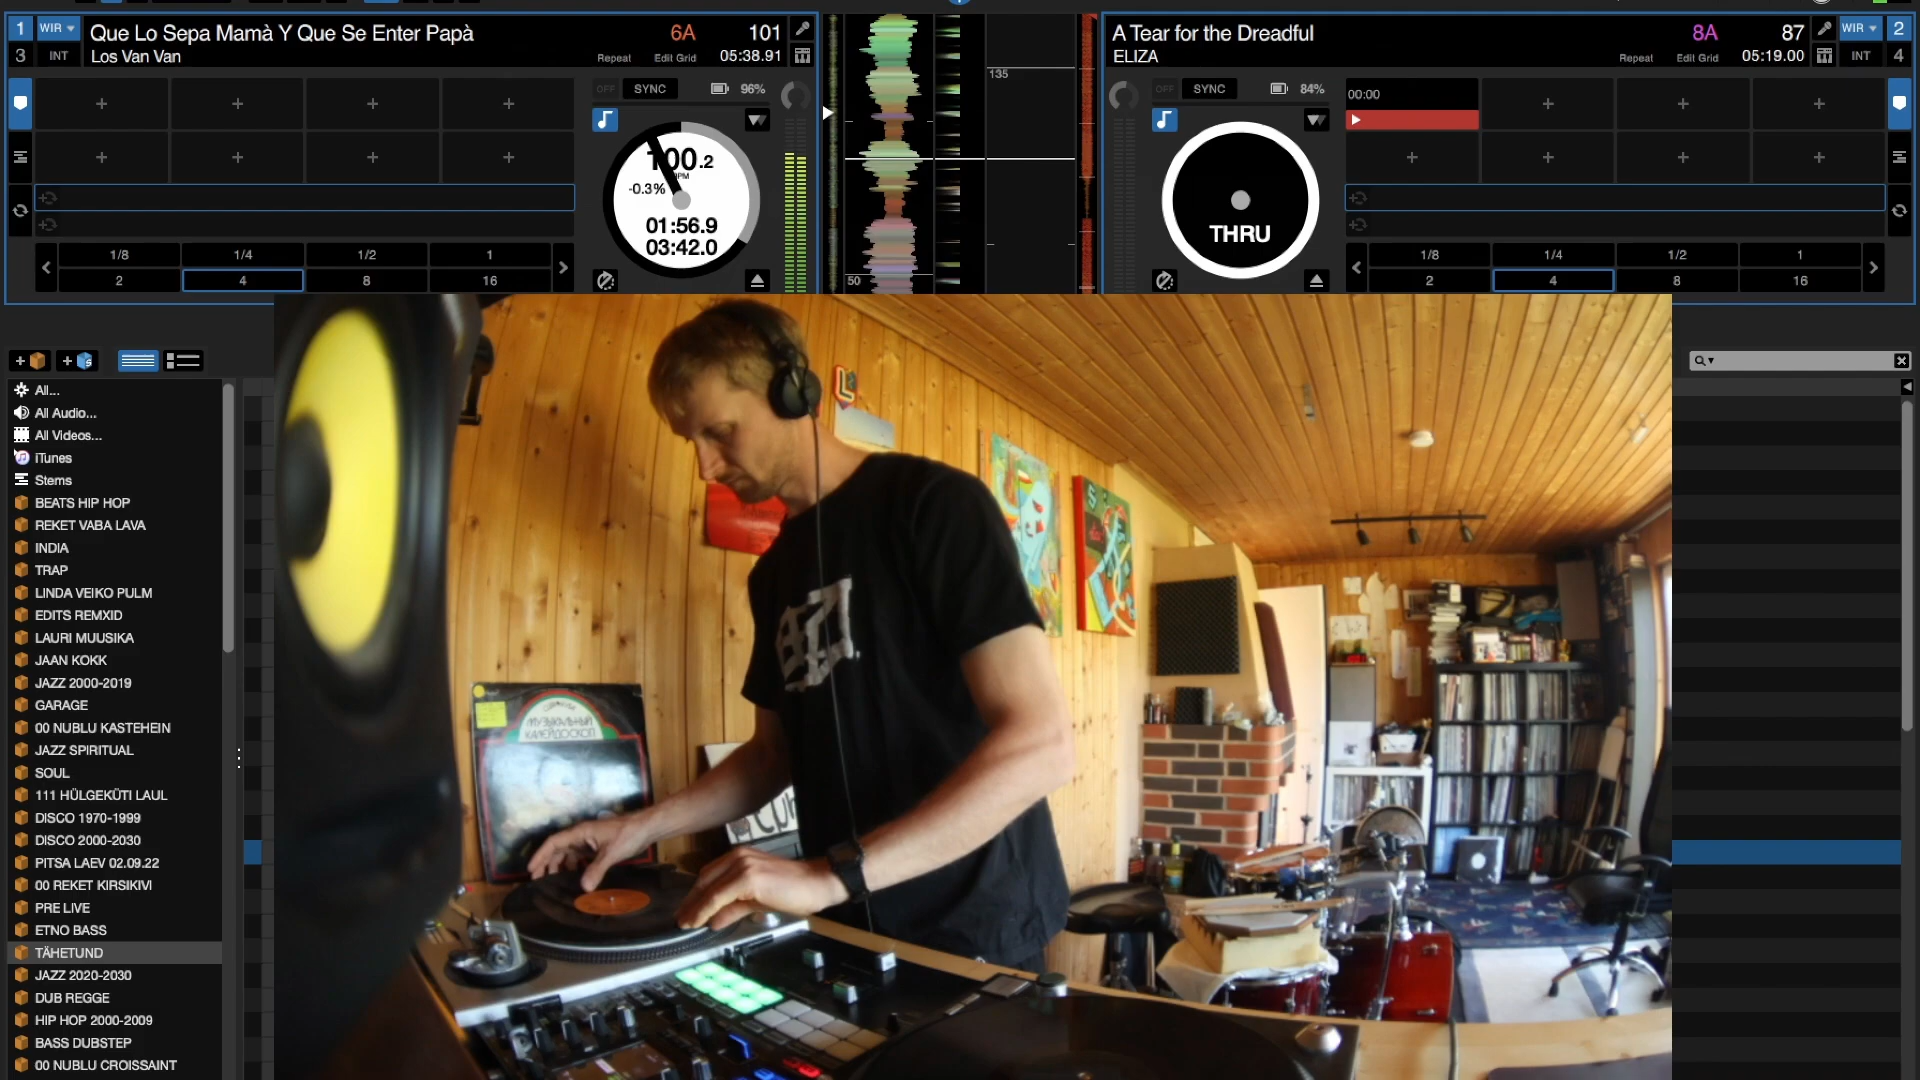 1 WIR Que Lo Sepa Mamà Y Que Se Enter Papà 6A 101
3 INT Los Van Van Repeat Edit Grid 05:38.91
OFF SYNC 96%
100.2
BPM
-0.3%
01:56.9
03:42.0
1/8 1/4 1/2 1
2 4 8 16
135
50
A Tear for the Dreadful 8A 87 WIR 2
ELIZA Repeat Edit Grid 05:19.00 INT 4
OFF SYNC 84%
00:00
THRU
1/8 1/4 1/2 1
2 4 8 16
All...
All Audio...
All Videos...
iTunes
Stems
BEATS HIP HOP
REKET VABA LAVA
INDIA
TRAP
LINDA VEIKO PULM
EDITS REMXID
LAURI MUUSIKA
JAAN KOKK
JAZZ 2000-2019
GARAGE
00 NUBLU KASTEHEIN
JAZZ SPIRITUAL
SOUL
111 HÜLGEKÜTI LAUL
DISCO 1970-1999
DISCO 2000-2030
PITSA LAEV 02.09.22
00 REKET KIRSIKIVI
PRE LIVE
ETNO BASS
TÄHETUND
JAZZ 2020-2030
DUB REGGE
HIP HOP 2000-2009
BASS DUBSTEP
00 NUBLU CROISSAINT
МУЗЫКАЛЬНЫЙ
КАЛЕЙДОСКОП